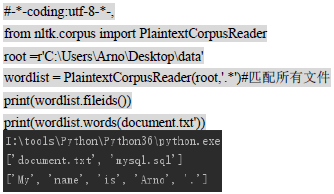 #-*-coding:utf-8-*-,
from nltk.corpus import PlaintextCorpusReader
root =r'C:\Users\Arno\Desktop\data'
wordlist = PlaintextCorpusReader(root,'.*')#匹配所有文件
print(wordlist.fileids())
print(wordlist.words(document.txt'))
I:\tools\Python\Python36\python.exe
['document.txt', 'mysql.sql']
['My', 'name', 'is', 'Arno', '.']